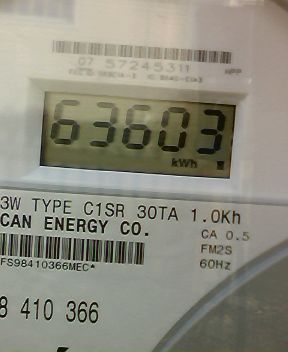 07 57245311
63603
kWh
3W TYPE C1SR 30TA 1.0Kh
CAN ENERGY CO.
CA 0.5
FM2S
FS98410366MEC*
60Hz
8 410 366